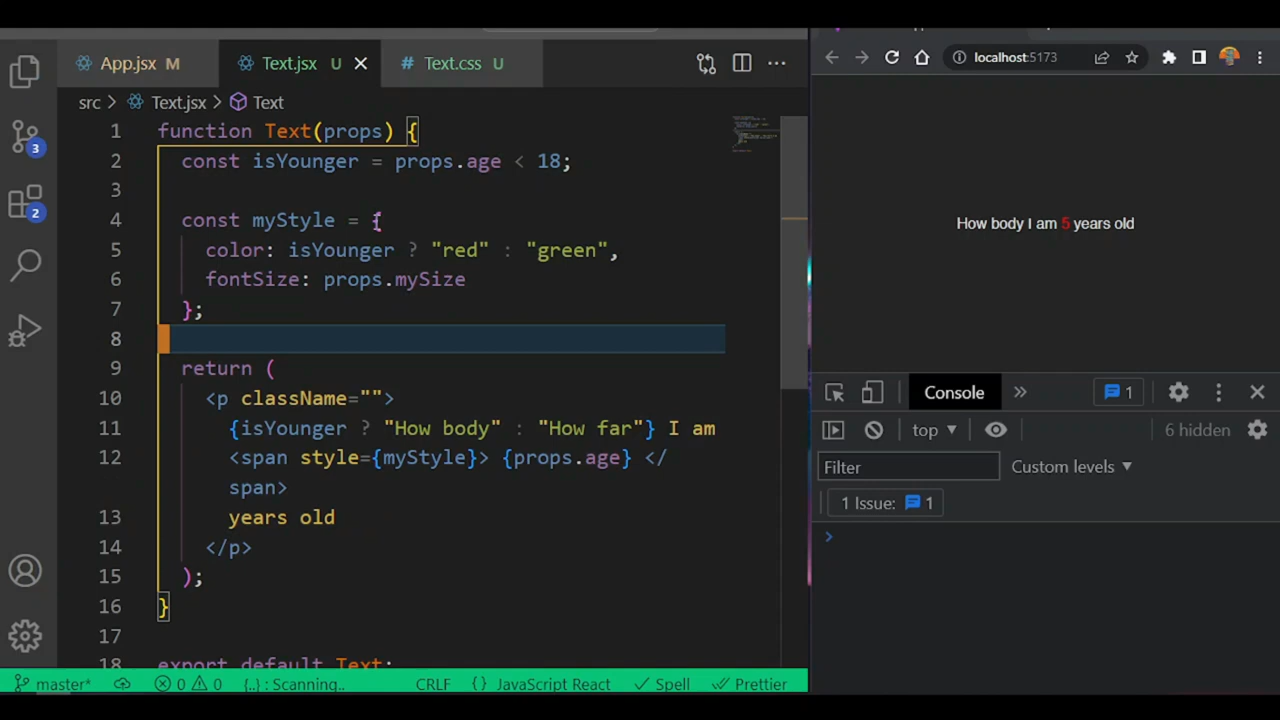 App.jsx M
Text.jsx U
# Text.css U
src > Text.jsx > Text
1 function Text(props) {
2 const isYounger = props.age < 18;
3
4 const myStyle = {
5 color: isYounger ? "red" : "green",
6 fontSize: props.mySize
7 };
8
9 return (
10 <p className="">
11 {isYounger ? "How body" : "How far"} I am
12 <span style={myStyle}> {props.age} </
span>
13 years old
14 </p>
15 );
16 }
17
18 export default Text;
3
2
master* 0 0 {..} : Scanning.. CRLF {} JavaScript React Spell Prettier
localhost:5173
How body I am 5 years old
Console » 1
top 6 hidden
Filter Custom levels
1 Issue: 1